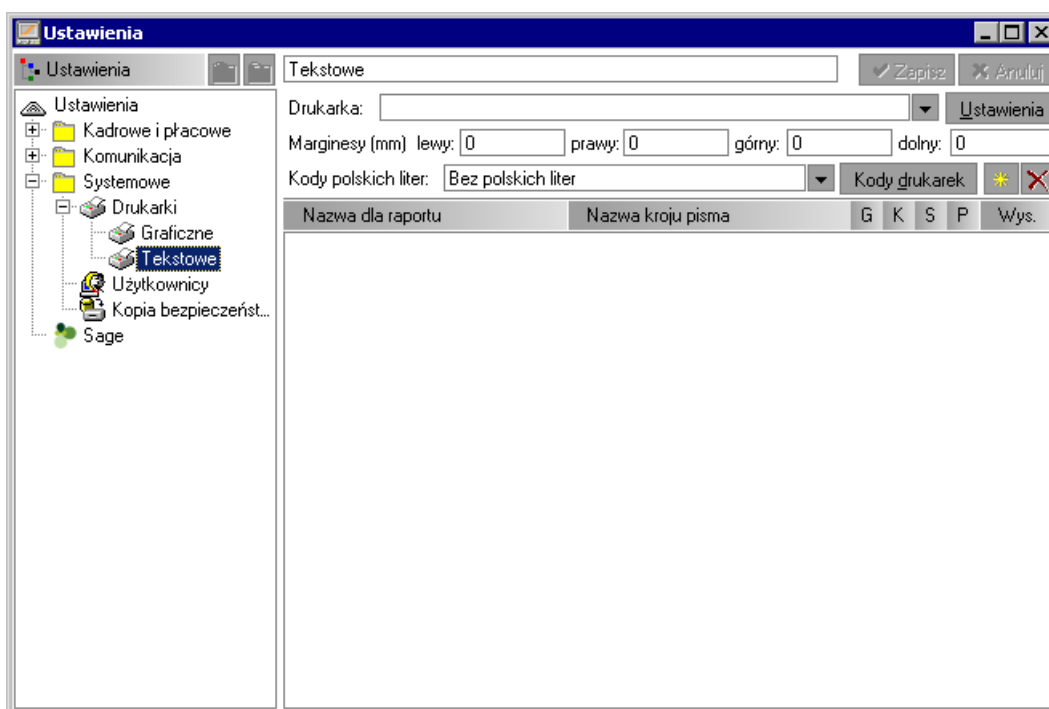 Ustawienia
Ustawienia
Ustawienia
Kadrowe i płacowe
Komunikacja
Systemowe
Drukarki
Graficzne
Tekstowe
Użytkownicy
Kopia bezpieczeńst...
Sage
Tekstowe Zapisz Anuluj
Drukarka: Ustawienia
Marginesy (mm) lewy: 0 prawy: 0 górny: 0 dolny: 0
Kody polskich liter: Bez polskich liter Kody drukarek
Nazwa dla raportu Nazwa kroju pisma G K S P Wys.